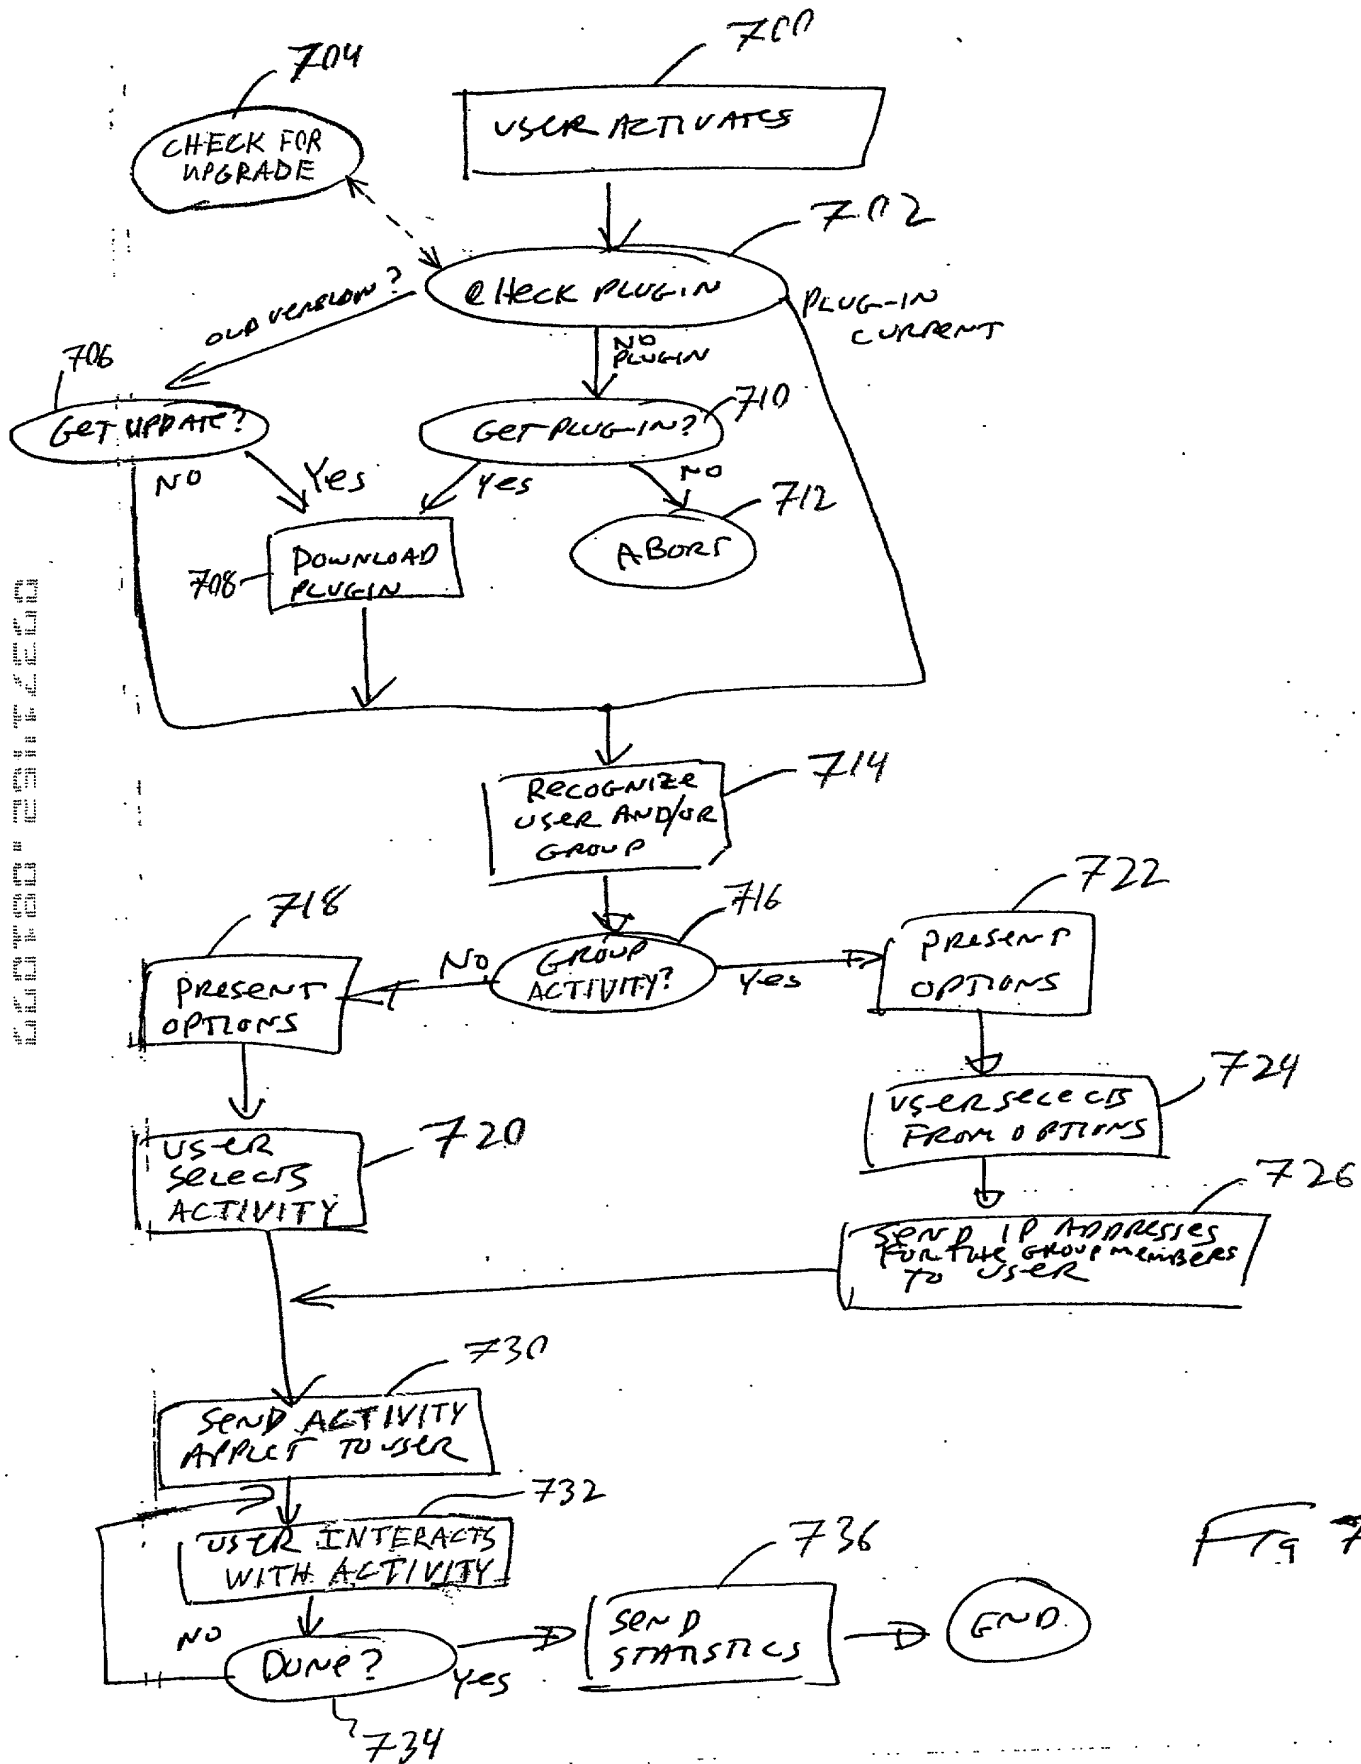 700
704
USER ACTIVATES
CHECK FOR
UPGRADE
702
CHECK PLUGIN
OLD VERSION?
PLUG-IN
CURRENT
NO
PLUGIN
706
GET UPDATE?
710
GET PLUG-IN?
NO
Yes
Yes
NO
712
ABORT
DOWNLOAD
PLUGIN
708
714
RECOGNIZE
USER AND/OR
GROUP
716
718
722
GROUP
ACTIVITY?
NO
Yes
PRESENT
OPTIONS
PRESENT
OPTIONS
724
USER SELECTS
FROM OPTIONS
720
USER
SELECTS
ACTIVITY
726
SEND IP ADDRESSES
FOR THE GROUP MEMBERS
TO USER
730
SEND ACTIVITY
APPLET TO USER
732
USER INTERACTS
WITH ACTIVITY
736
Fig 7
NO
DONE?
Yes
SEND
STATISTICS
END
734